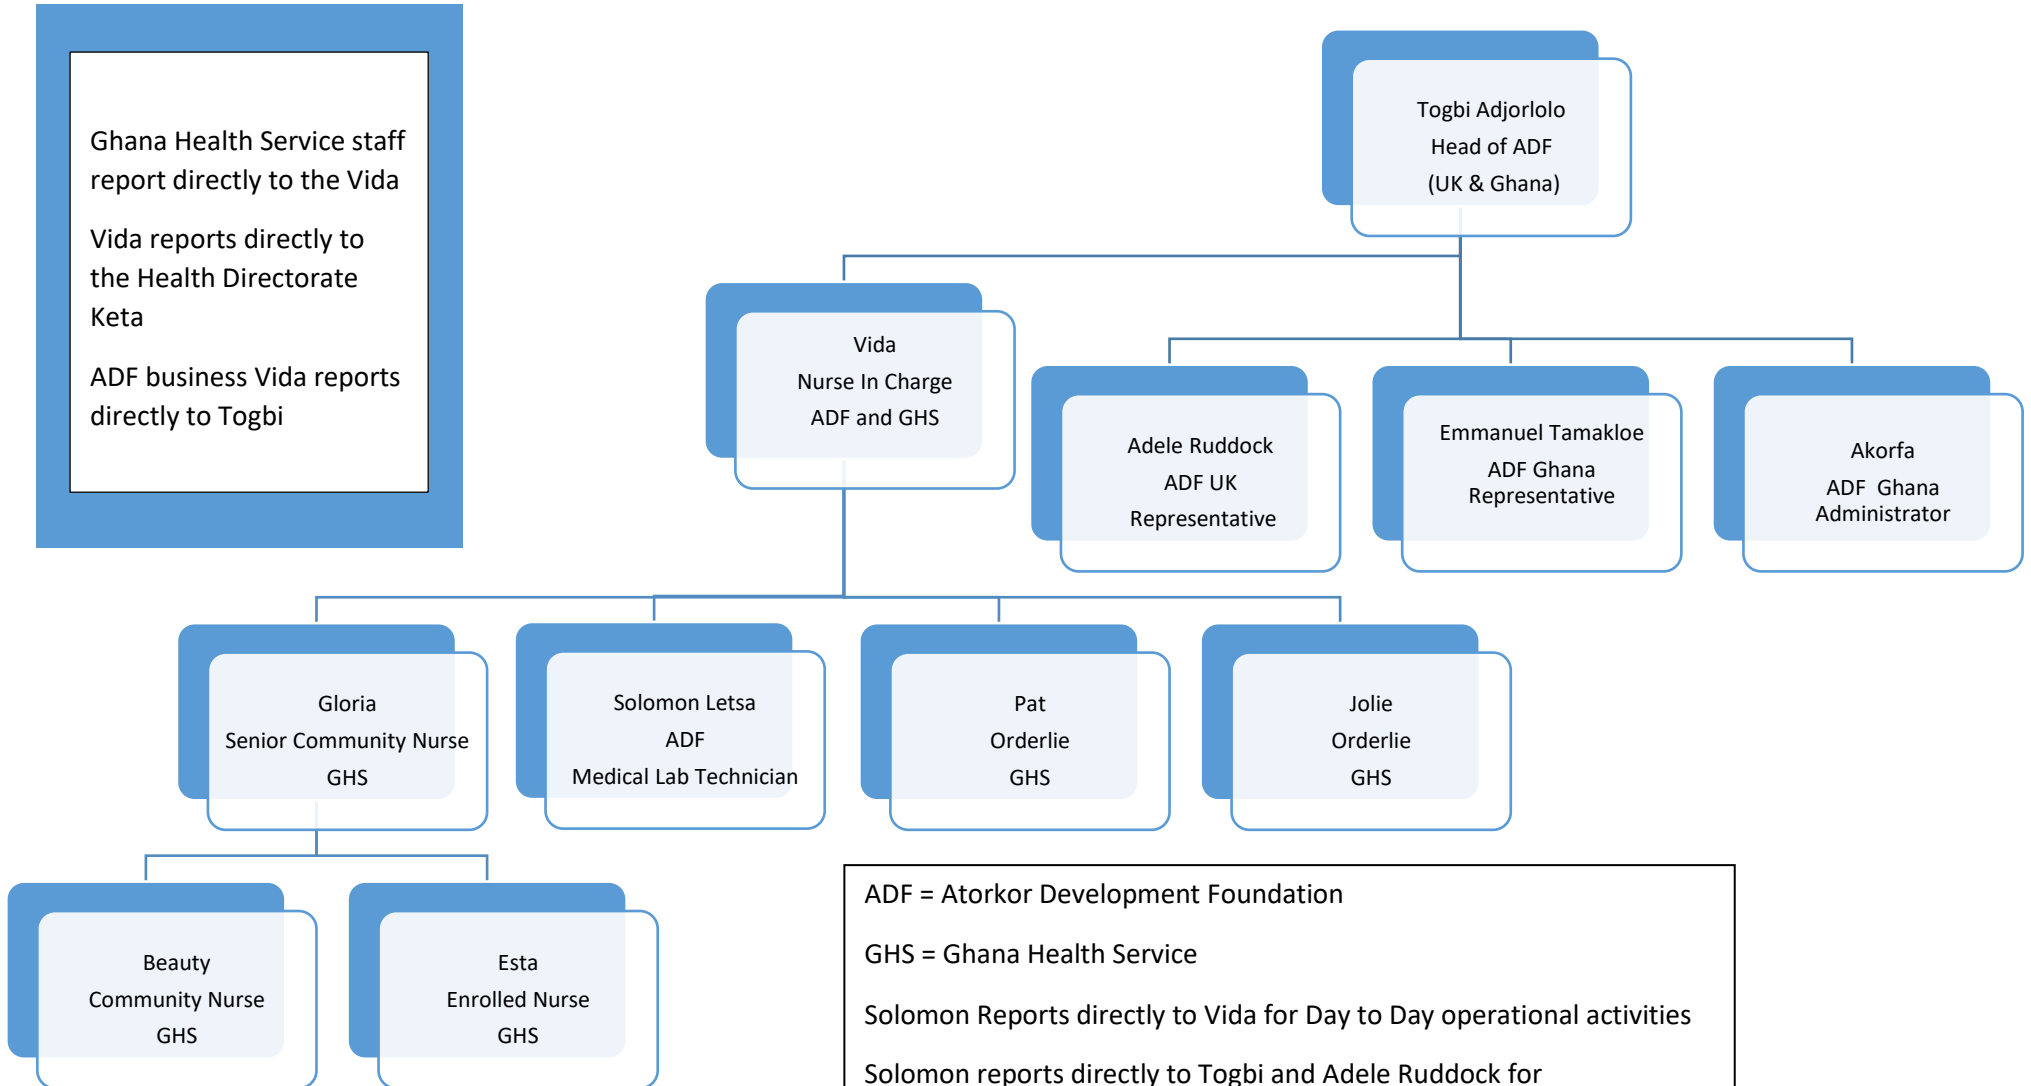 Ghana Health Service staff
report directly to the Vida
Vida reports directly to
the Health Directorate
Keta
ADF business Vida reports
directly to Togbi
Togbi Adjorlolo
Head of ADF
(UK & Ghana)
Vida
Nurse In Charge
ADF and GHS
Adele Ruddock
ADF UK
Representative
Emmanuel Tamakloe
ADF Ghana
Representative
Akorfa
ADF Ghana
Administrator
Gloria
Senior Community Nurse
GHS
Solomon Letsa
ADF
Medical Lab Technician
Pat
Orderlie
GHS
Jolie
Orderlie
GHS
Beauty
Community Nurse
GHS
Esta
Enrolled Nurse
GHS
ADF = Atorkor Development Foundation
GHS = Ghana Health Service
Solomon Reports directly to Vida for Day to Day operational activities
Solomon reports directly to Togbi and Adele Ruddock for